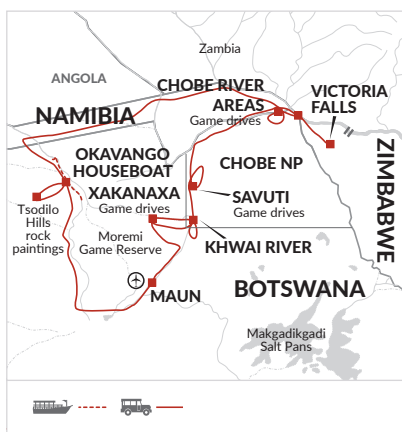 Zambia
ANGOLA
CHOBE RIVER
AREAS
Game drives
VICTORIA
FALLS
NAMIBIA
OKAVANGO
HOUSEBOAT
XAKANAXA
Game drives
CHOBE NP
ZIMBABWE
SAVUTI
Game drives
Tsodilo
Hills
rock
paintings
Moremi
Game Reserve
KHWAI RIVER
MAUN
BOTSWANA
Makgadikgadi
Salt Pans